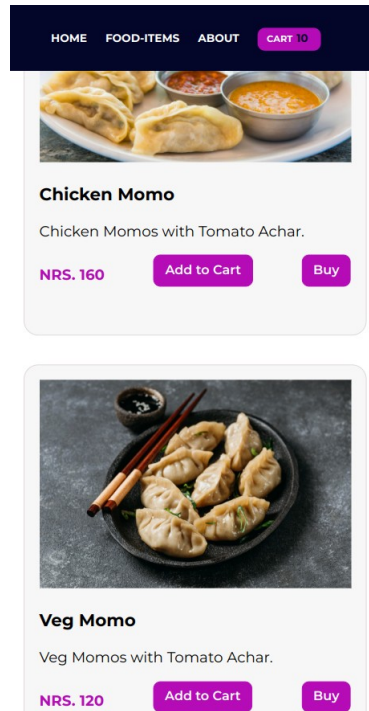 HOME FOOD-ITEMS ABOUT CART 10
Chicken Momo
Chicken Momos with Tomato Achar.
NRS. 160 Add to Cart Buy
Veg Momo
Veg Momos with Tomato Achar.
NRS. 120 Add to Cart Buy